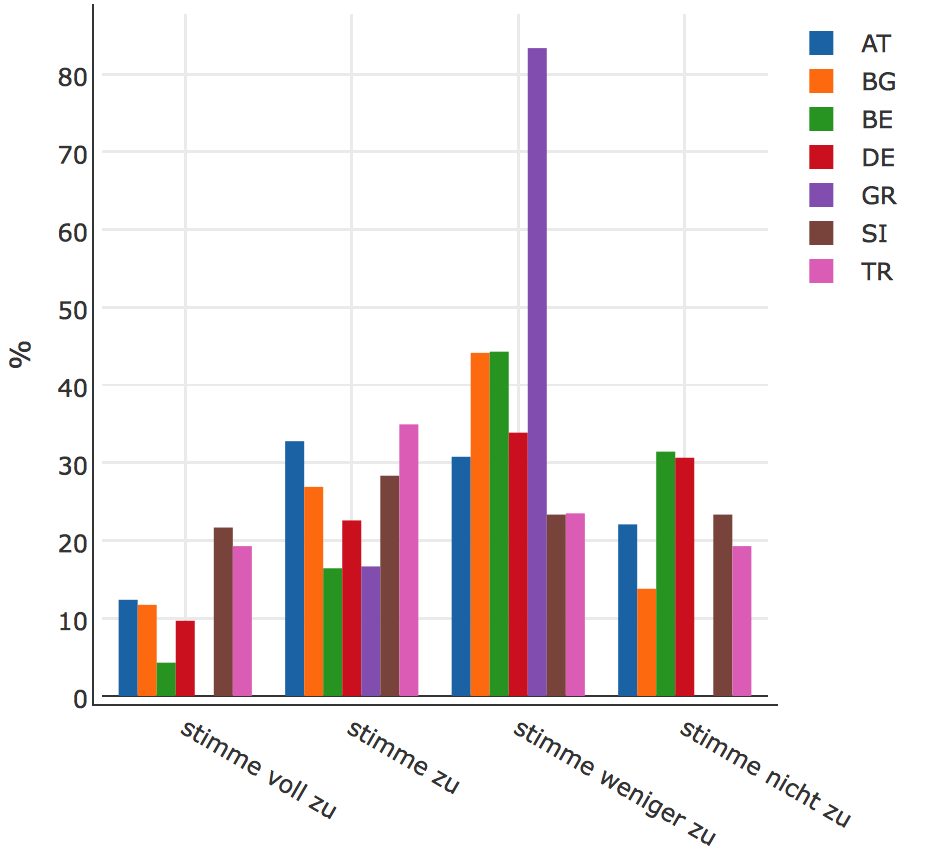 80
70
60
50
40
30
20
10
0
%
stimme voll zu
stimme zu
stimme weniger zu
stimme nicht zu
AT
BG
BE
DE
GR
SI
TR